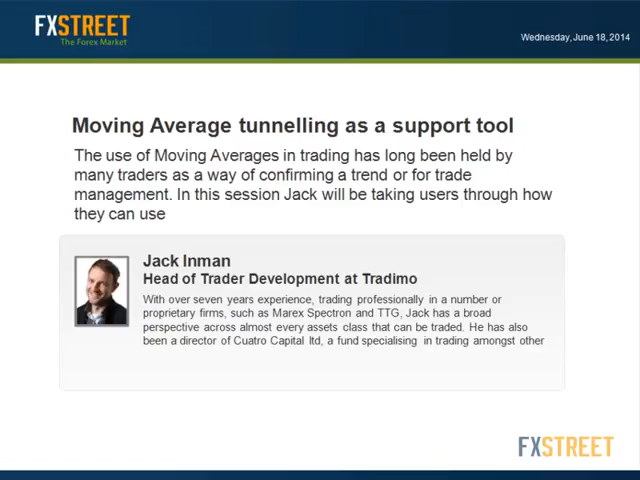 FXSTREET
The Forex Market
Wednesday, June 18, 2014
Moving Average tunnelling as a support tool
The use of Moving Averages in trading has long been held by
many traders as a way of confirming a trend or for trade
management. In this session Jack will be taking users through how
they can use
Jack Inman
Head of Trader Development at Tradimo
With over seven years experience, trading professionally in a number or
proprietary firms, such as Marex Spectron and TTG, Jack has a broad
perspective across almost every assets class that can be traded. He has also
been a director of Cuatro Capital ltd, a fund specialising in trading amongst other
FXSTREET